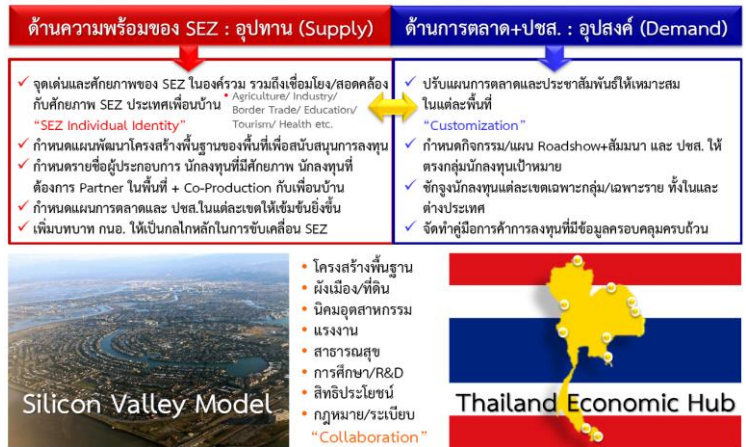 ด้านความพร้อมของ SEZ : อุปทาน (Supply)
✓ จุดเด่นและศักยภาพของ SEZ ในองค์รวม รวมถึงเชื่อมโยง/สอดคล้อง
กับศักยภาพ SEZ ประเทศเพื่อนบ้าน
* Agriculture/ Industry/
Border Trade/ Education/
Tourism/ Health etc.
"SEZ Individual Identity"
✓ กำหนดแผนพัฒนาโครงสร้างพื้นฐานของพื้นที่เพื่อสนับสนุนการลงทุน
✓ กำหนดรายชื่อผู้ประกอบการ นักลงทุนที่มีศักยภาพ นักลงทุนที่
ต้องการ Partner ในพื้นที่ + Co-Production กับเพื่อนบ้าน
✓ กำหนดแผนการตลาดและ ปชส.ในแต่ละเขตให้เข้มข้นยิ่งขึ้น
✓ เพิ่มบทบาท กนอ. ให้เป็นกลไกหลักในการขับเคลื่อน SEZ
ด้านการตลาด+ปชส. : อุปสงค์ (Demand)
✓ ปรับแผนการตลาดและประชาสัมพันธ์ให้เหมาะสม
ในแต่ละพื้นที่
"Customization"
✓ กำหนดกิจกรรม/แผน Roadshow+สัมมนา และ ปชส. ให้
ตรงกลุ่มนักลงทุนเป้าหมาย
✓ ชักจูงนักลงทุนแต่ละเขตเฉพาะกลุ่ม/เฉพาะราย ทั้งในและ
ต่างประเทศ
✓ จัดทำคู่มือการค้าการลงทุนที่มีข้อมูลครอบคลุมครบถ้วน
Silicon Valley Model
• โครงสร้างพื้นฐาน
• ผังเมือง/ที่ดิน
• นิคมอุตสาหกรรม
• แรงงาน
• สาธารณสุข
• การศึกษา/R&D
• สิทธิประโยชน์
• กฎหมาย/ระเบียบ
"Collaboration"
Thailand Economic Hub